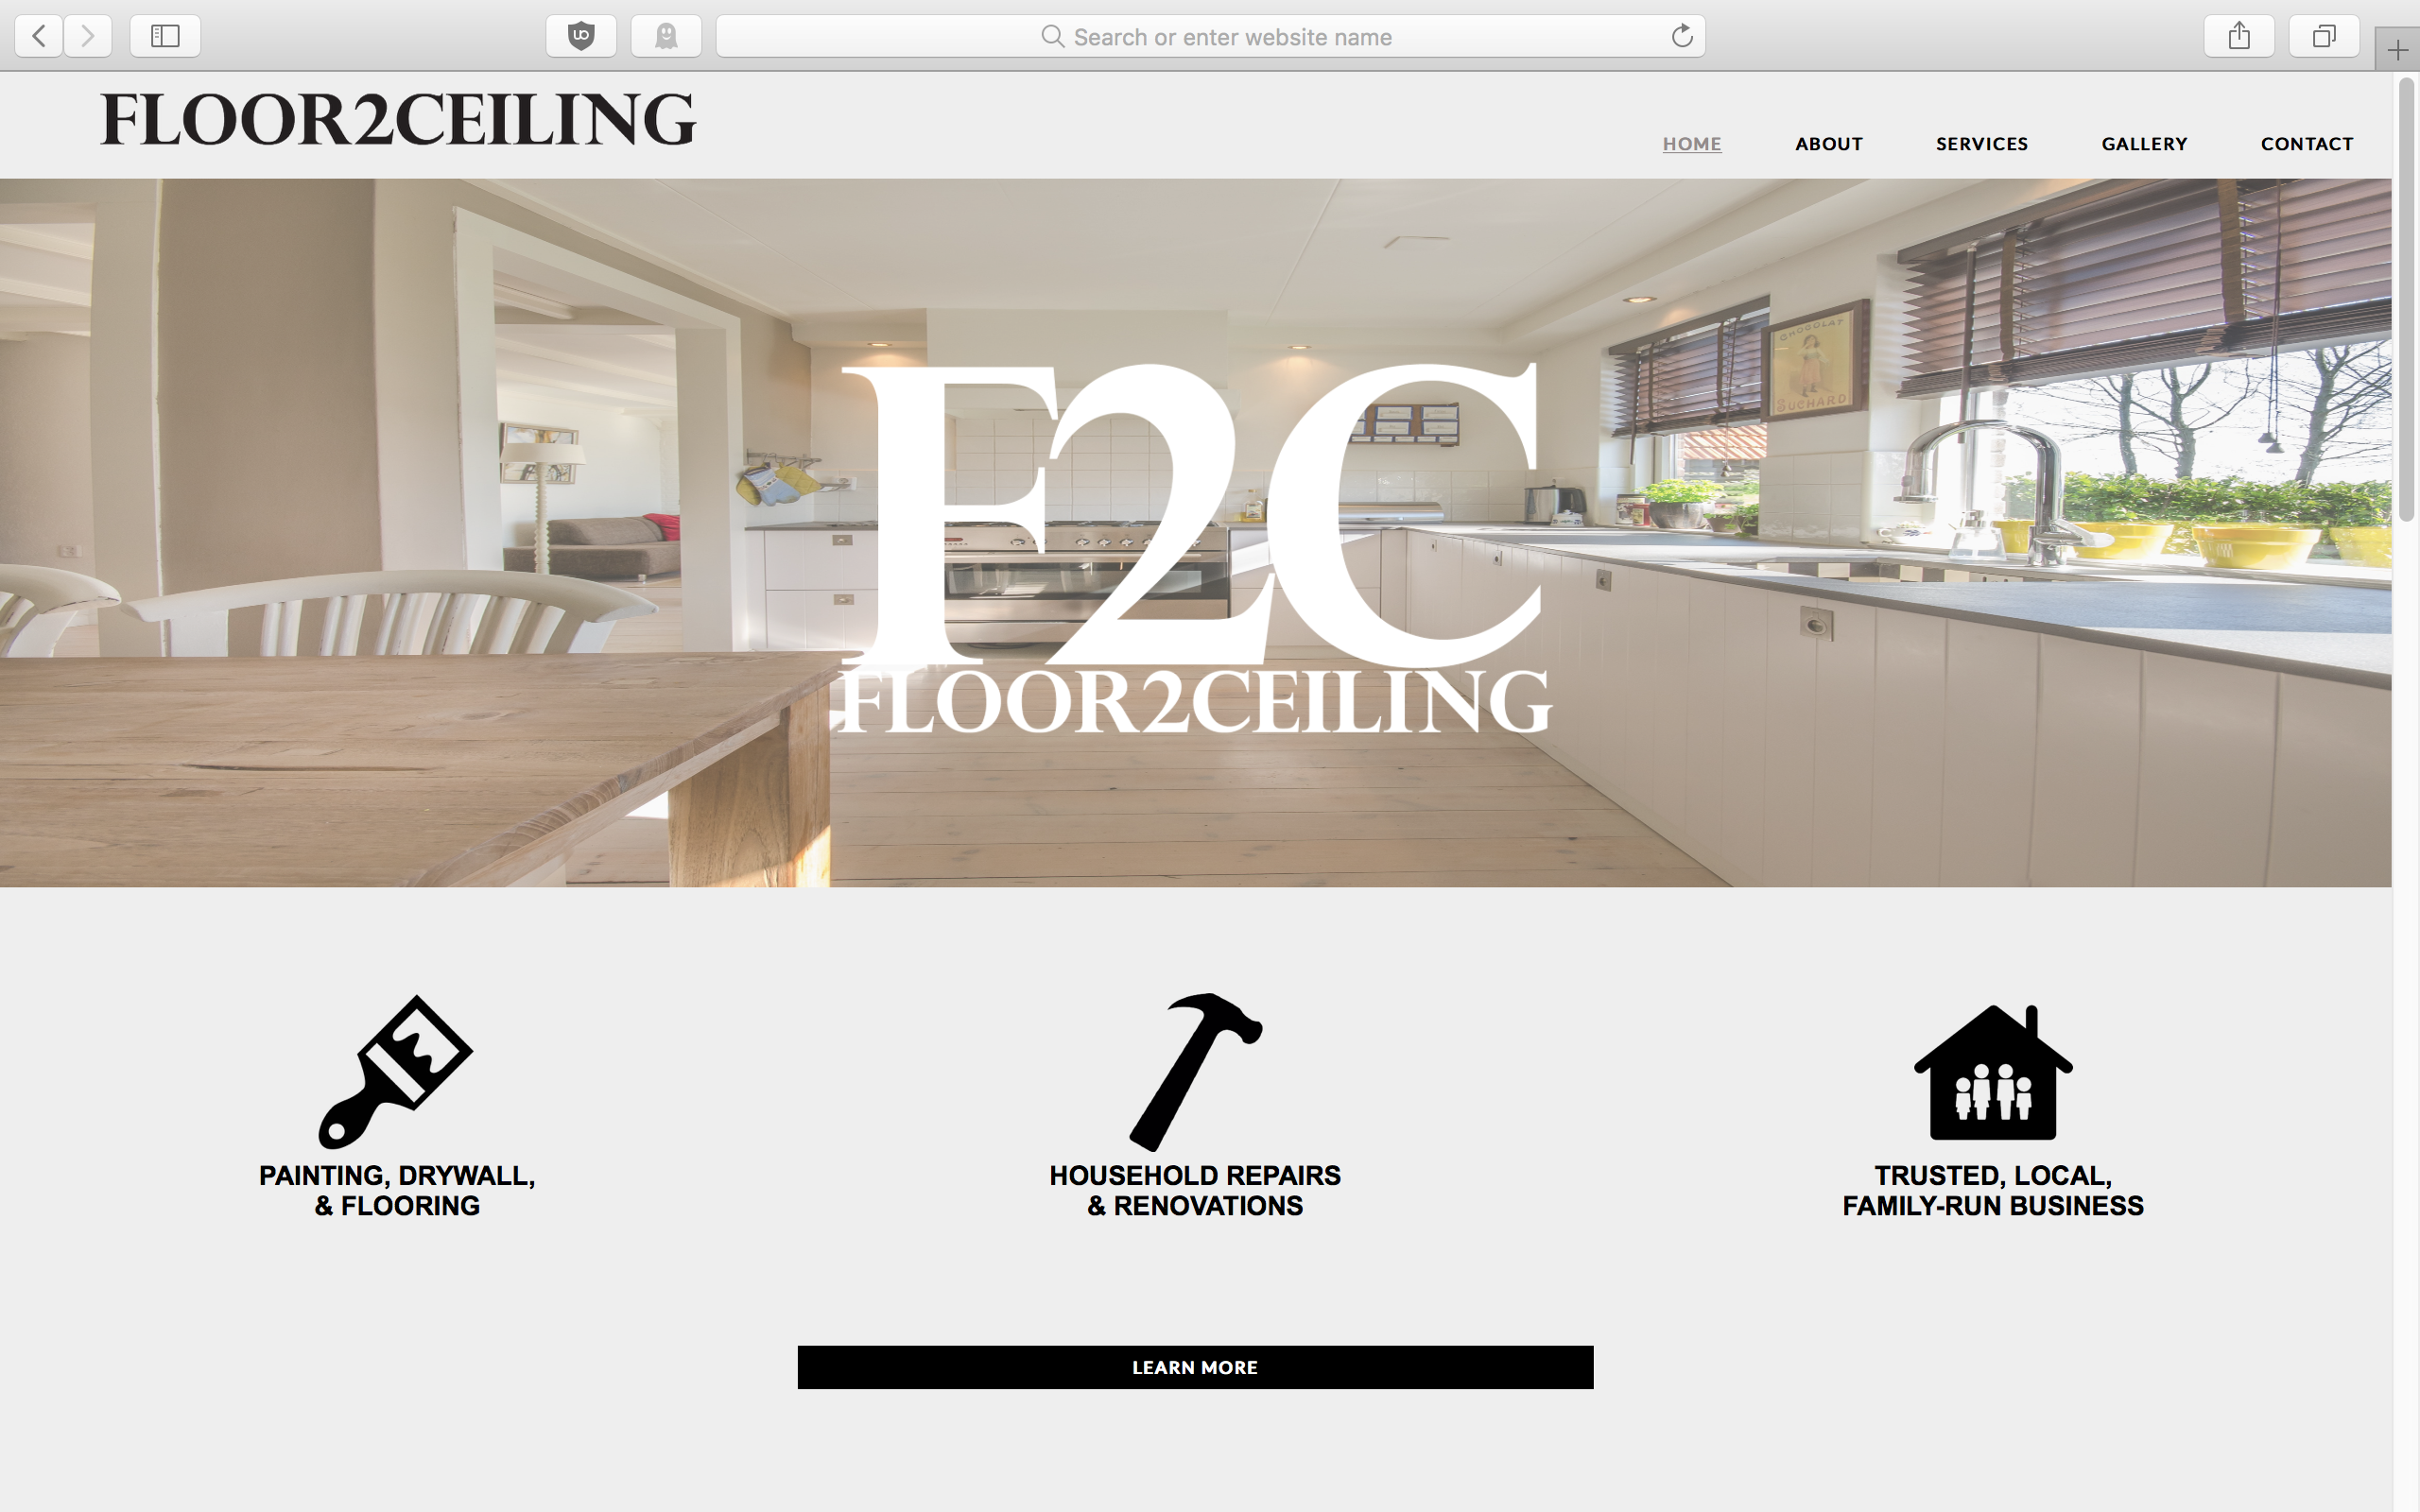 Search or enter website name
FLOOR2CEILING
HOME ABOUT SERVICES GALLERY CONTACT
CHOCOLAT
SUCHARD
F2C
FLOOR2CEILING
PAINTING, DRYWALL,
& FLOORING
HOUSEHOLD REPAIRS
& RENOVATIONS
TRUSTED, LOCAL,
FAMILY-RUN BUSINESS
LEARN MORE